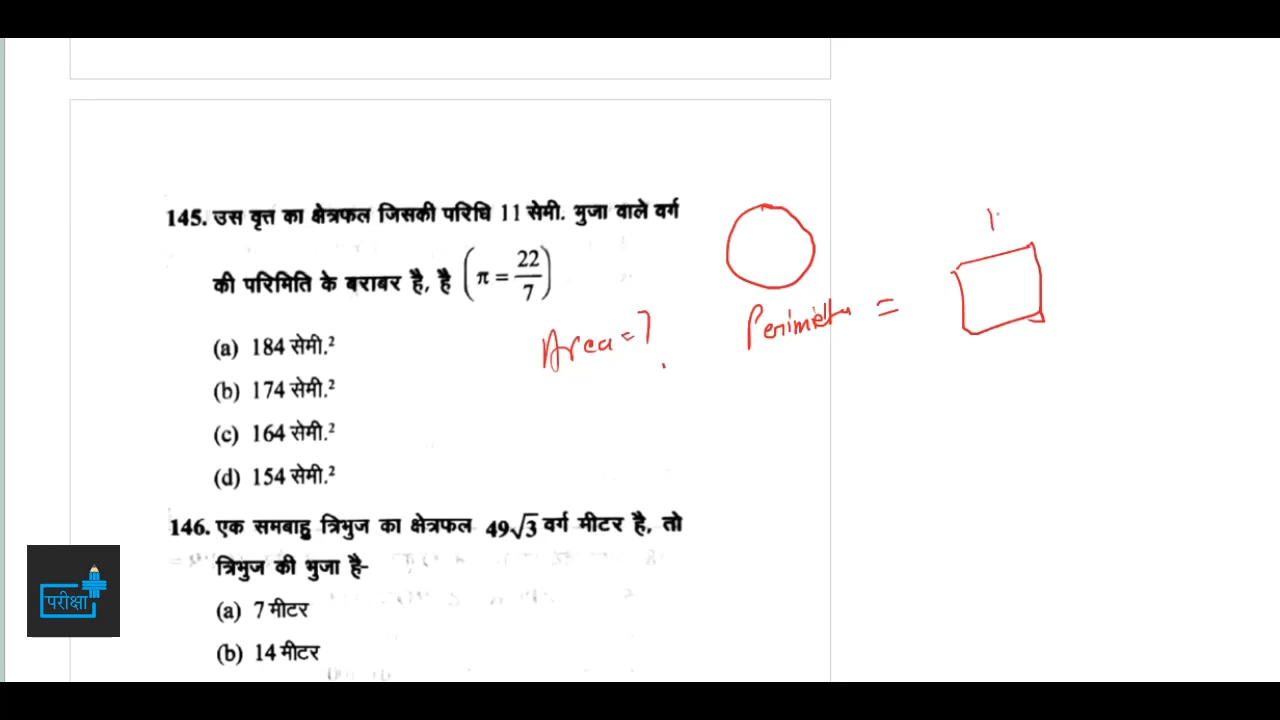 145. उस वृत्त का क्षेत्रफल जिसकी परिधि 11 सेमी. भुजा वाले वर्ग
की परिमिति के बराबर है, है (π = 22/7)
(a) 184 सेमी.²
(b) 174 सेमी.²
(c) 164 सेमी.²
(d) 154 सेमी.²
Area = ?
Perimeter =
1
146. एक समबाहु त्रिभुज का क्षेत्रफल 49√3 वर्ग मीटर है, तो
त्रिभुज की भुजा है-
(a) 7 मीटर
(b) 14 मीटर
परीक्षा